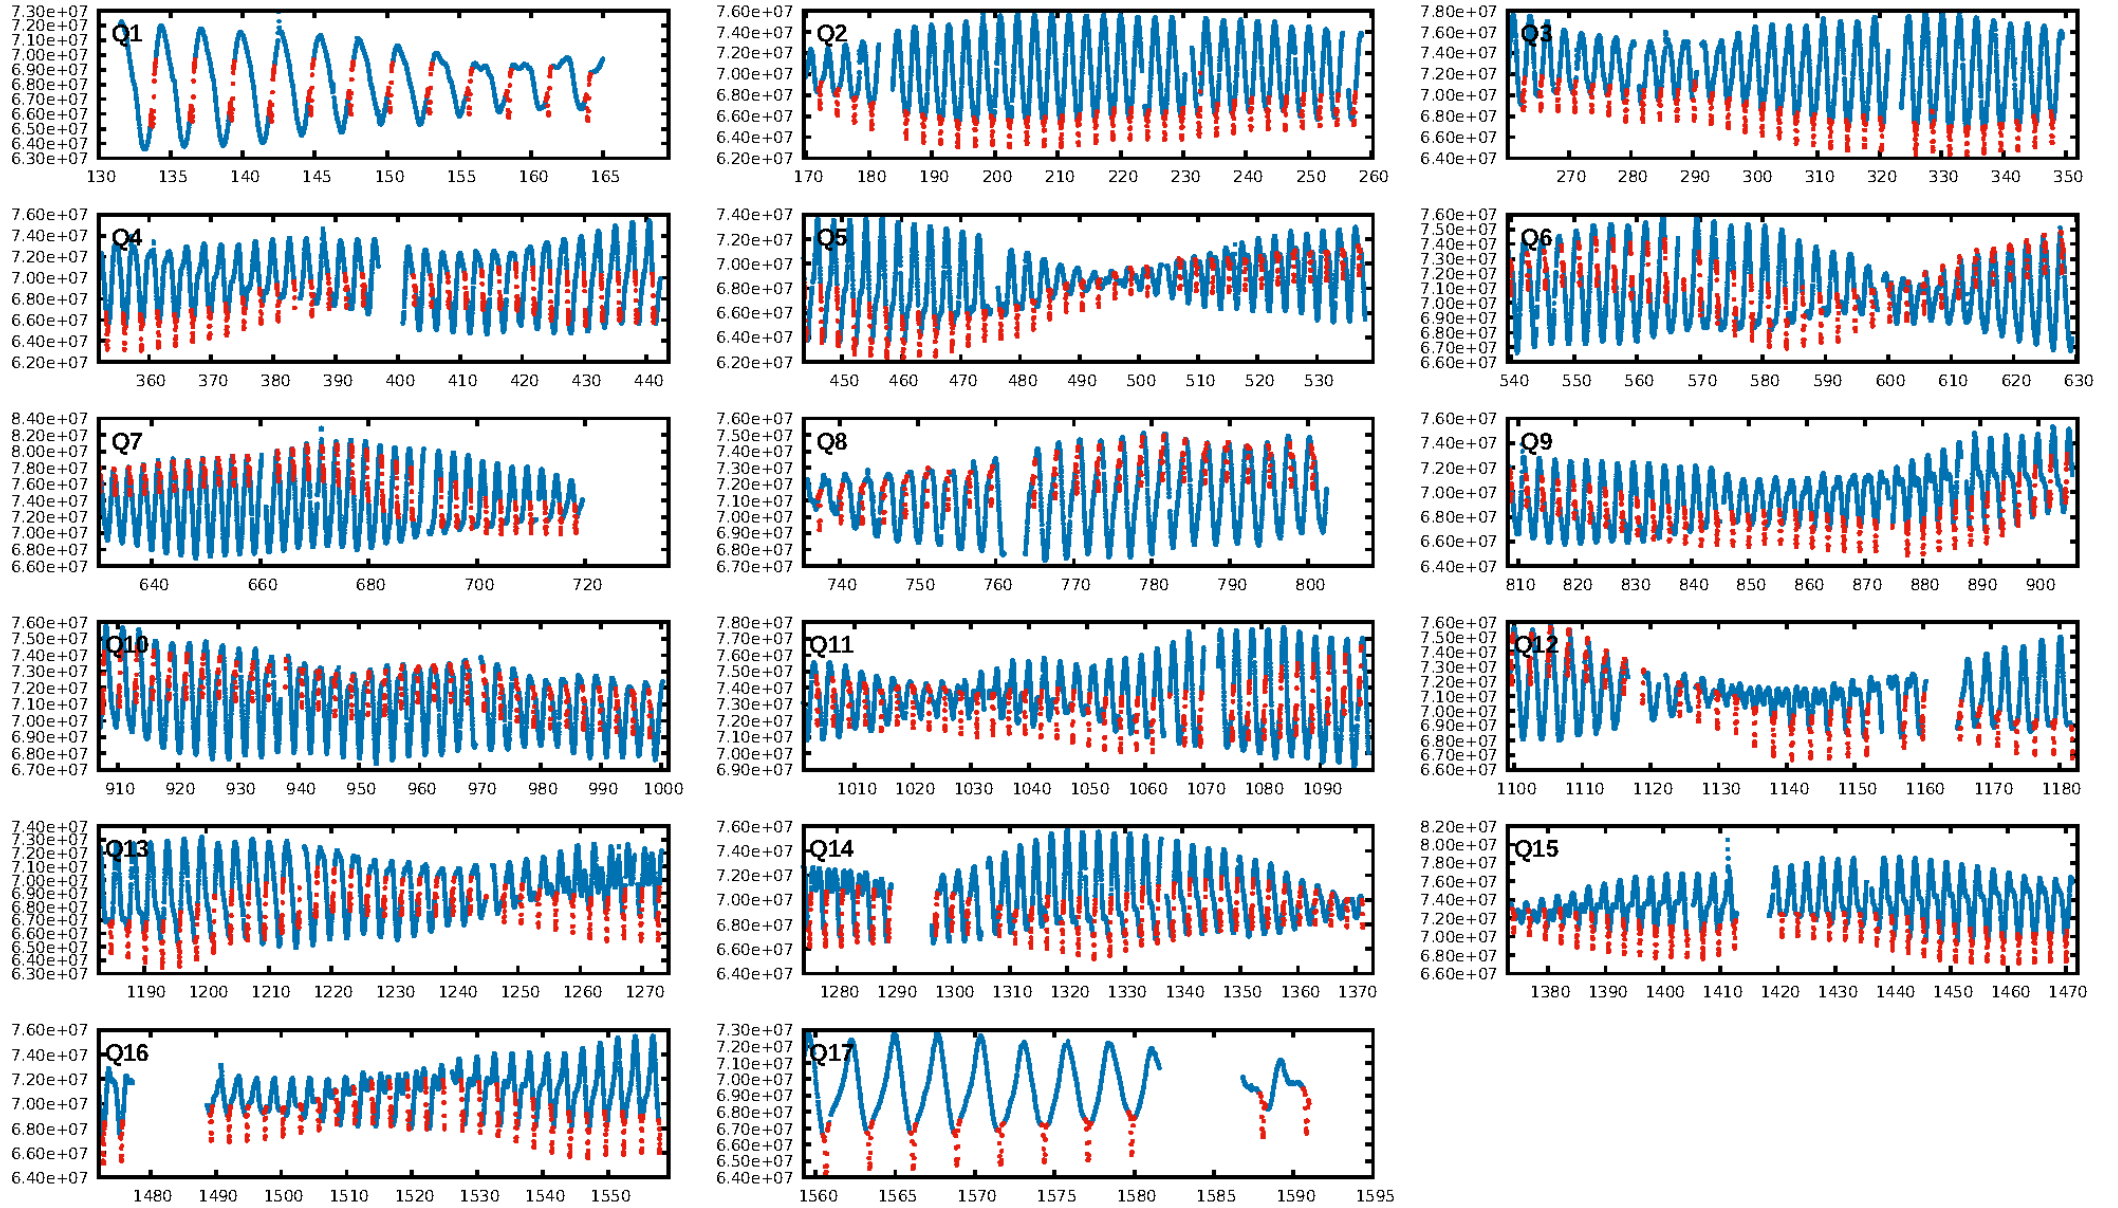 7.30e+07
7.20e+07
7.10e+07
7.00e+07
6.90e+07
6.80e+07
6.70e+07
6.60e+07
6.50e+07
6.40e+07
6.30e+07
Q1
130 135 140 145 150 155 160 165
7.60e+07
7.40e+07
7.20e+07
7.00e+07
6.80e+07
6.60e+07
6.40e+07
6.20e+07
Q2
170 180 190 200 210 220 230 240 250 260
7.80e+07
7.60e+07
7.40e+07
7.20e+07
7.00e+07
6.80e+07
6.60e+07
6.40e+07
Q3
270 280 290 300 310 320 330 340 350
7.60e+07
7.40e+07
7.20e+07
7.00e+07
6.80e+07
6.60e+07
6.40e+07
6.20e+07
Q4
360 370 380 390 400 410 420 430 440
7.40e+07
7.20e+07
7.00e+07
6.80e+07
6.60e+07
6.40e+07
6.20e+07
Q5
450 460 470 480 490 500 510 520 530
7.60e+07
7.50e+07
7.40e+07
7.30e+07
7.20e+07
7.10e+07
7.00e+07
6.90e+07
6.80e+07
6.70e+07
6.60e+07
Q6
540 550 560 570 580 590 600 610 620 630
8.40e+07
8.20e+07
8.00e+07
7.80e+07
7.60e+07
7.40e+07
7.20e+07
7.00e+07
6.80e+07
6.60e+07
Q7
640 660 680 700 720
7.60e+07
7.50e+07
7.40e+07
7.30e+07
7.20e+07
7.10e+07
7.00e+07
6.90e+07
6.80e+07
6.70e+07
Q8
740 750 760 770 780 790 800
7.60e+07
7.40e+07
7.20e+07
7.00e+07
6.80e+07
6.60e+07
6.40e+07
Q9
810 820 830 840 850 860 870 880 890 900
7.60e+07
7.50e+07
7.40e+07
7.30e+07
7.20e+07
7.10e+07
7.00e+07
6.90e+07
6.80e+07
6.70e+07
Q10
910 920 930 940 950 960 970 980 990 1000
7.80e+07
7.70e+07
7.60e+07
7.50e+07
7.40e+07
7.30e+07
7.20e+07
7.10e+07
7.00e+07
6.90e+07
Q11
1010 1020 1030 1040 1050 1060 1070 1080 1090
7.60e+07
7.50e+07
7.40e+07
7.30e+07
7.20e+07
7.10e+07
7.00e+07
6.90e+07
6.80e+07
6.70e+07
6.60e+07
Q12
1100 1110 1120 1130 1140 1150 1160 1170 1180
7.40e+07
7.30e+07
7.20e+07
7.10e+07
7.00e+07
6.90e+07
6.80e+07
6.70e+07
6.60e+07
6.50e+07
6.40e+07
6.30e+07
Q13
1190 1200 1210 1220 1230 1240 1250 1260 1270
7.60e+07
7.40e+07
7.20e+07
7.00e+07
6.80e+07
6.60e+07
6.40e+07
Q14
1280 1290 1300 1310 1320 1330 1340 1350 1360 1370
8.20e+07
8.00e+07
7.80e+07
7.60e+07
7.40e+07
7.20e+07
7.00e+07
6.80e+07
6.60e+07
Q15
1380 1390 1400 1410 1420 1430 1440 1450 1460 1470
7.60e+07
7.40e+07
7.20e+07
7.00e+07
6.80e+07
6.60e+07
6.40e+07
Q16
1480 1490 1500 1510 1520 1530 1540 1550
7.30e+07
7.20e+07
7.10e+07
7.00e+07
6.90e+07
6.80e+07
6.70e+07
6.60e+07
6.50e+07
6.40e+07
Q17
1560 1565 1570 1575 1580 1585 1590 1595